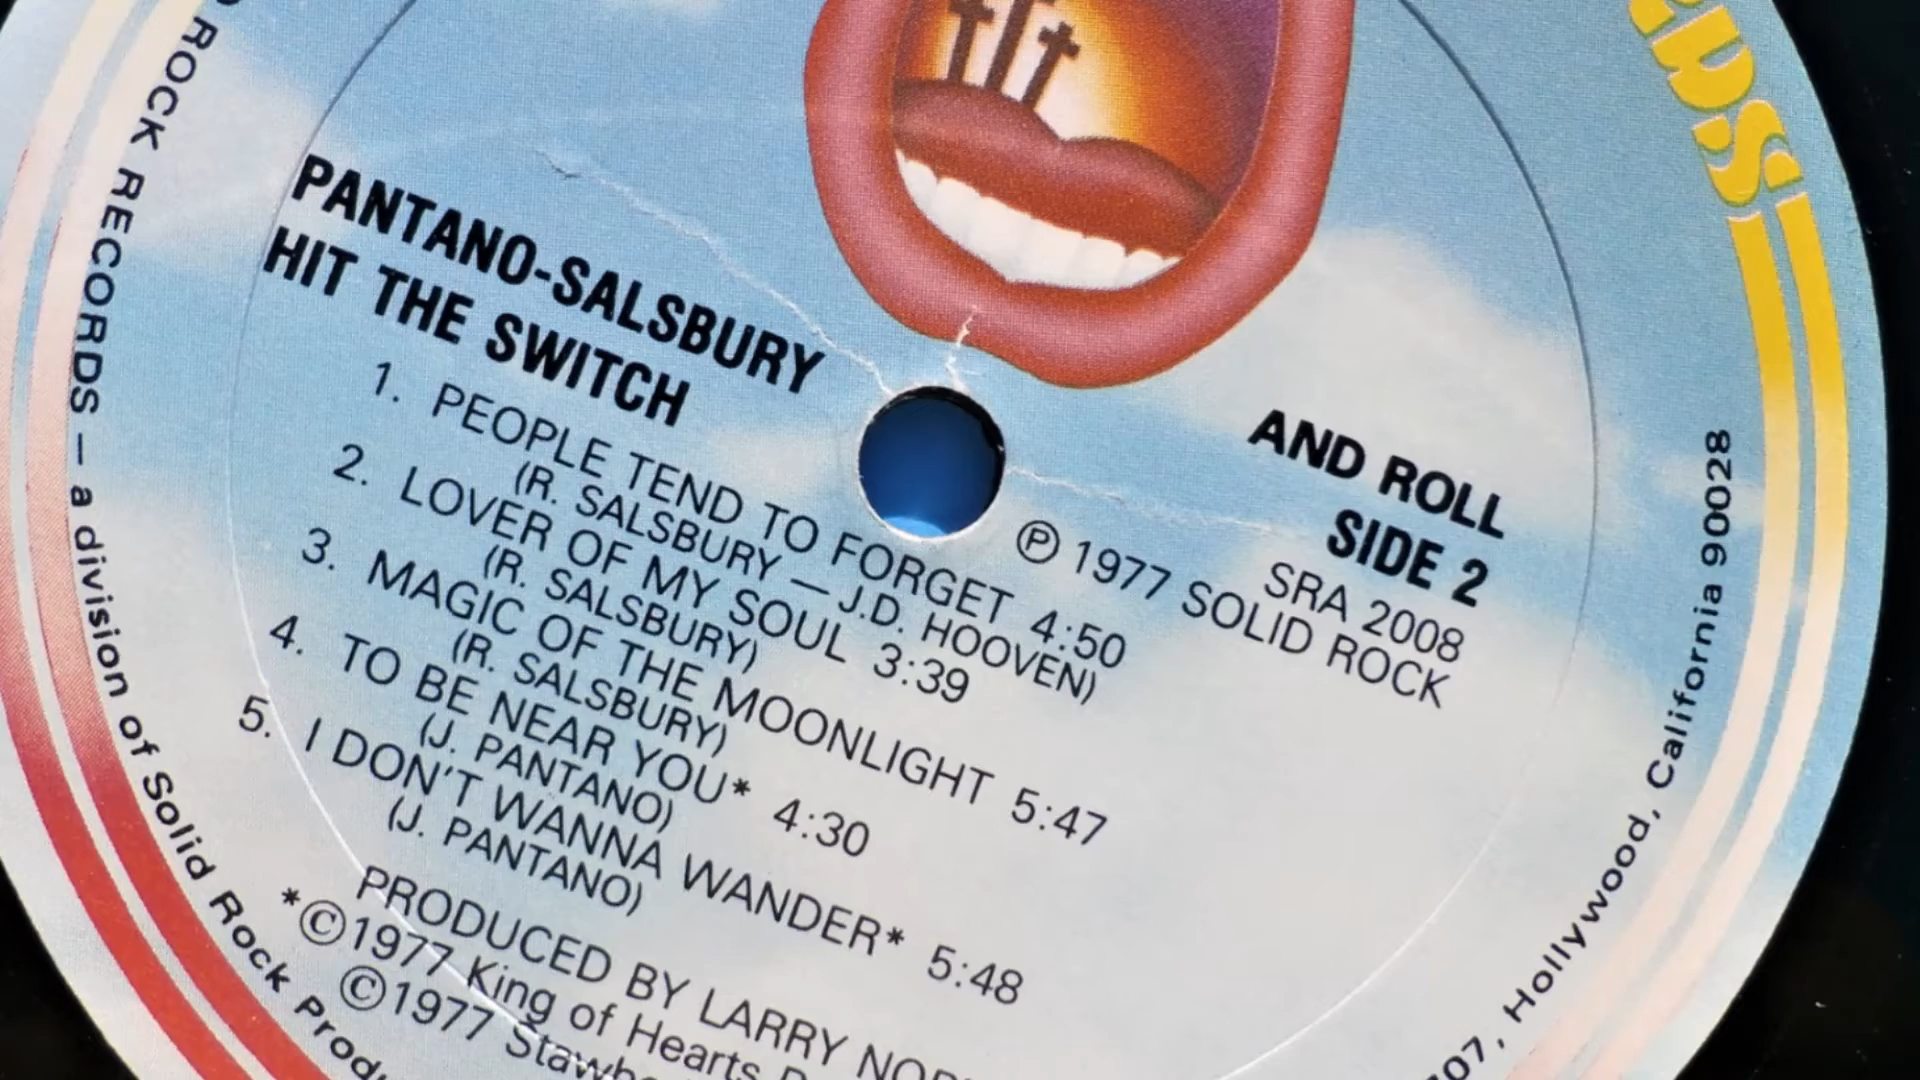 ROCK RECORDS — a division of Solid Rock
PANTANO-SALSBURY
HIT THE SWITCH
AND ROLL
SIDE 2
SRA 2008
Ⓟ 1977 SOLID ROCK
1. PEOPLE TEND TO FORGET 4:50
(R. SALSBURY — J.D. HOOVEN)
2. LOVER OF MY SOUL 3:39
(R. SALSBURY)
3. MAGIC OF THE MOONLIGHT 5:47
(R. SALSBURY)
4. TO BE NEAR YOU* 4:30
(J. PANTANO)
5. I DON'T WANNA WANDER* 5:48
(J. PANTANO)
PRODUCED BY LARRY
*©1977 King of Hearts
©1977
Hollywood, California 90028